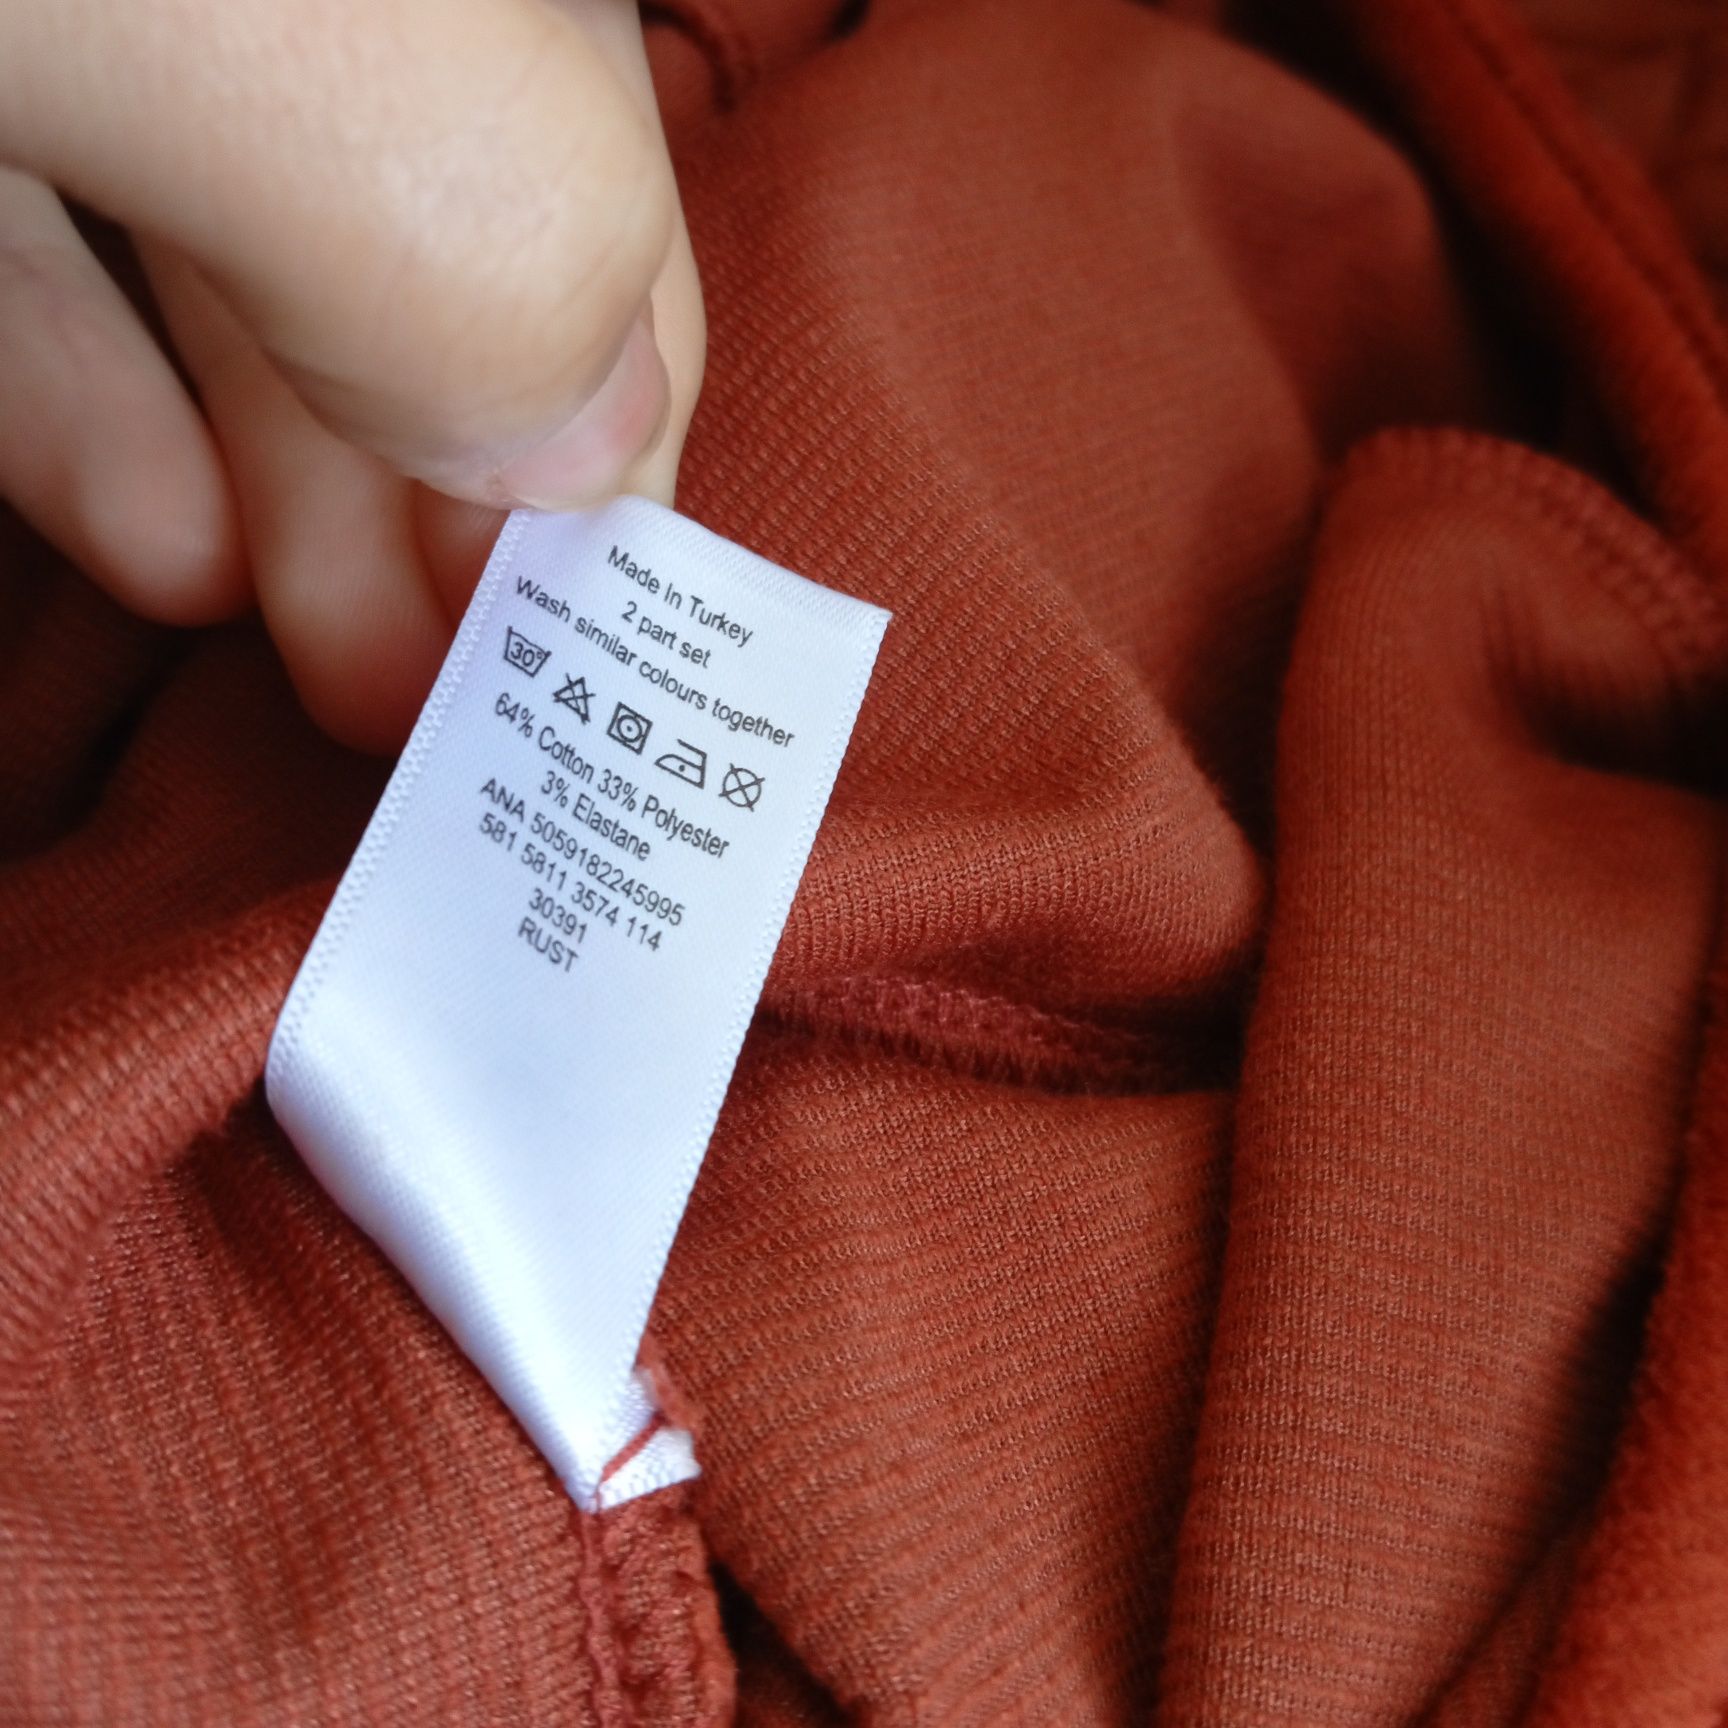 Made In Turkey
2 part set
Wash similar colours together
30°
64% Cotton 33% Polyester
3% Elastane
ANA 5059182245995
581 5811 3574 114
30391
RUST